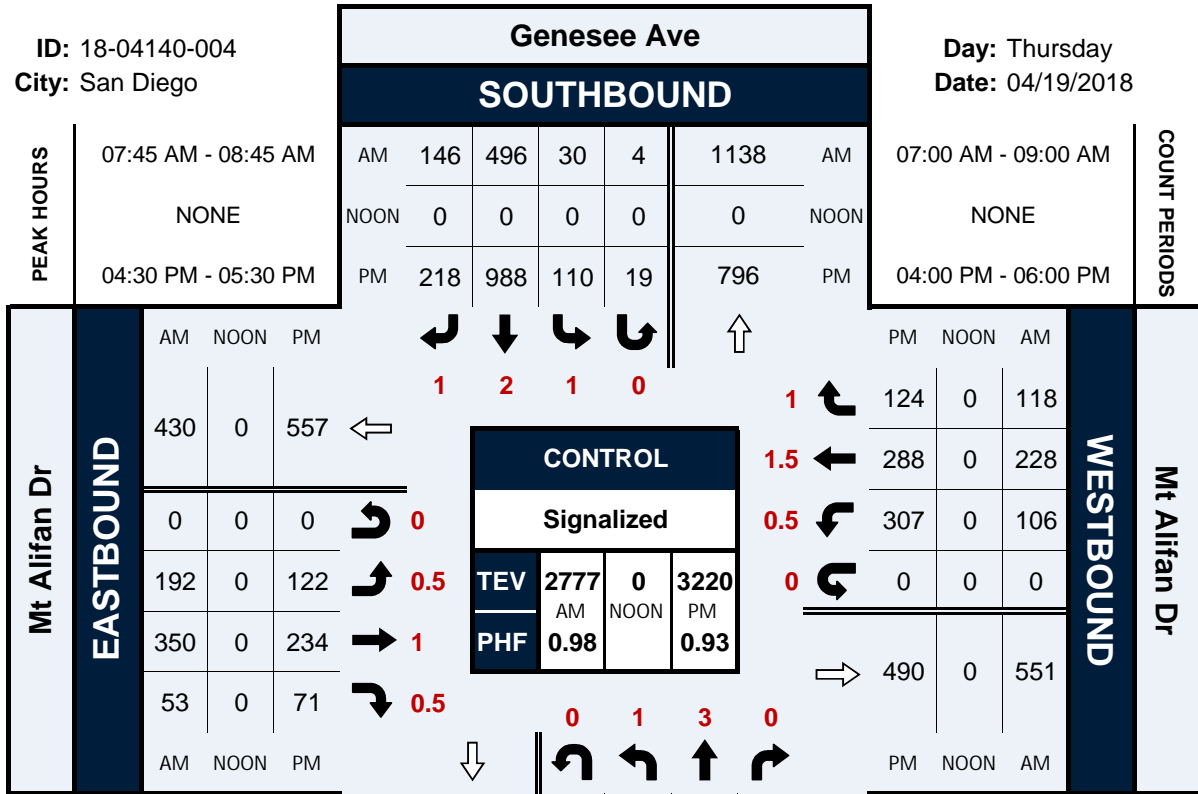 ID: 18-04140-004
City: San Diego
Genesee Ave
SOUTHBOUND
Day: Thursday
Date: 04/19/2018
PEAK HOURS
07:45 AM - 08:45 AM
NONE
04:30 PM - 05:30 PM
AM 146 496 30 4 1138 AM
NOON 0 0 0 0 0 NOON
PM 218 988 110 19 796 PM
07:00 AM - 09:00 AM
NONE
04:00 PM - 06:00 PM
COUNT PERIODS
1 2 1 0
Mt Alifan Dr
EASTBOUND
AM NOON PM
430 0 557
0 0 0 0
192 0 122 0.5
350 0 234 1
53 0 71 0.5
AM NOON PM
CONTROL
Signalized
TEV 2777 0 3220
AM NOON PM
PHF 0.98 0.93
PM NOON AM
1 124 0 118
1.5 288 0 228
0.5 307 0 106
0 0 0 0
490 0 551
PM NOON AM
WESTBOUND
Mt Alifan Dr
0 1 3 0